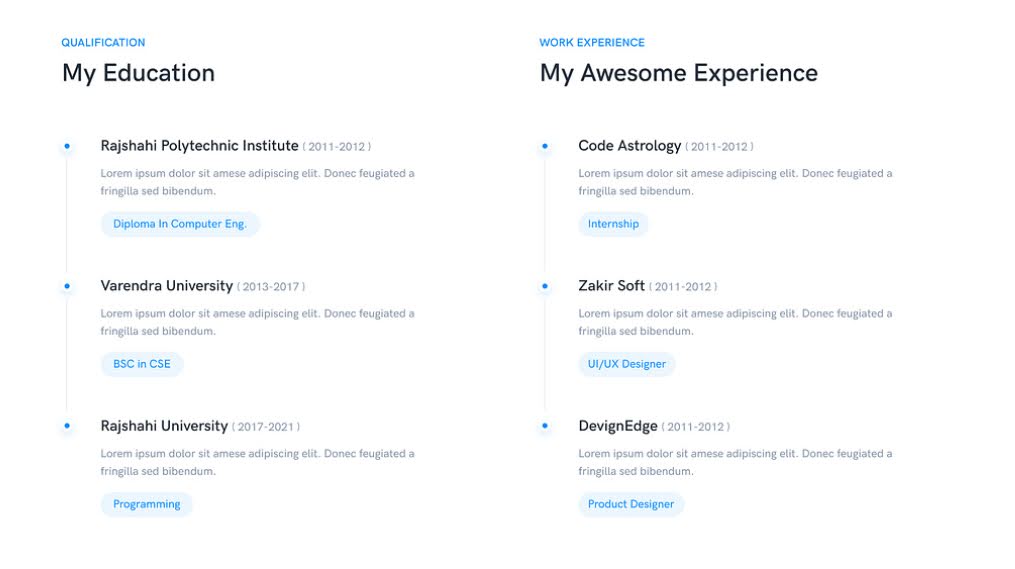 QUALIFICATION
My Education
Rajshahi Polytechnic Institute ( 2011-2012 )
Lorem ipsum dolor sit amese adipiscing elit. Donec feugiated a
fringilla sed bibendum.
Diploma In Computer Eng.
Varendra University ( 2013-2017 )
Lorem ipsum dolor sit amese adipiscing elit. Donec feugiated a
fringilla sed bibendum.
BSC in CSE
Rajshahi University ( 2017-2021 )
Lorem ipsum dolor sit amese adipiscing elit. Donec feugiated a
fringilla sed bibendum.
Programming
WORK EXPERIENCE
My Awesome Experience
Code Astrology ( 2011-2012 )
Lorem ipsum dolor sit amese adipiscing elit. Donec feugiated a
fringilla sed bibendum.
Internship
Zakir Soft ( 2011-2012 )
Lorem ipsum dolor sit amese adipiscing elit. Donec feugiated a
fringilla sed bibendum.
UI/UX Designer
DevignEdge ( 2011-2012 )
Lorem ipsum dolor sit amese adipiscing elit. Donec feugiated a
fringilla sed bibendum.
Product Designer